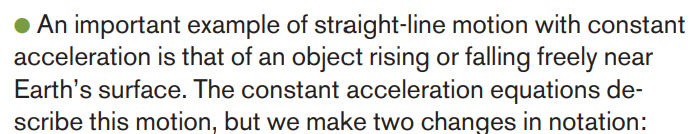 ● An important example of straight-line motion with constant
acceleration is that of an object rising or falling freely near
Earth's surface. The constant acceleration equations de-
scribe this motion, but we make two changes in notation: